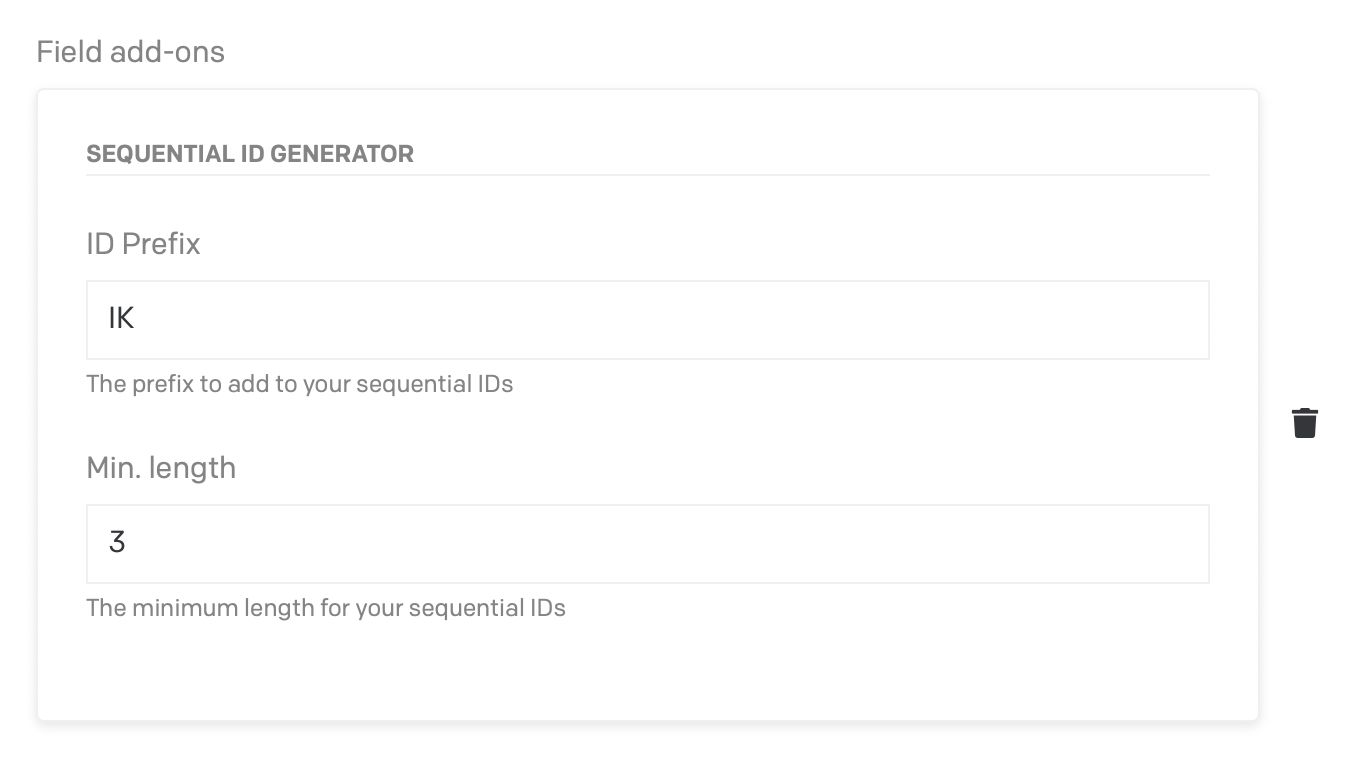 Field add-ons
SEQUENTIAL ID GENERATOR
ID Prefix
IK
The prefix to add to your sequential IDs
Min. length
3
The minimum length for your sequential IDs